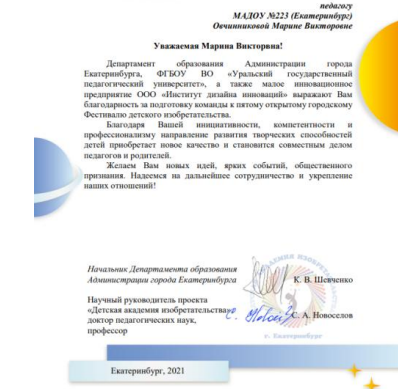 педагогу
МАДОУ №223 (Екатеринбург)
Овчинниковой Марине Викторовне
Уважаемая Марина Викторвна!
Департамент образования Администрации города
Екатеринбурга, ФГБОУ ВО «Уральский государственный
педагогический университет», а также малое инновационное
предприятие ООО «Институт дизайна инноваций» выражают Вам
благодарность за подготовку команды к пятому открытому городскому
Фестивалю детского изобретательства.
Благодаря Вашей инициативности, компетентности и
профессионализму направление развития творческих способностей
детей приобретает новое качество и становится совместным делом
педагогов и родителей.
Желаем Вам новых идей, ярких событий, общественного
признания. Надеемся на дальнейшее сотрудничество и укрепление
наших отношений!
Начальник Департамента образования
Администрации города Екатеринбурга К. В. Шевченко
Научный руководитель проекта
«Детская академия изобретательства»
доктор педагогических наук, С. А. Новоселов
профессор
г. Екатеринбург
Екатеринбург, 2021